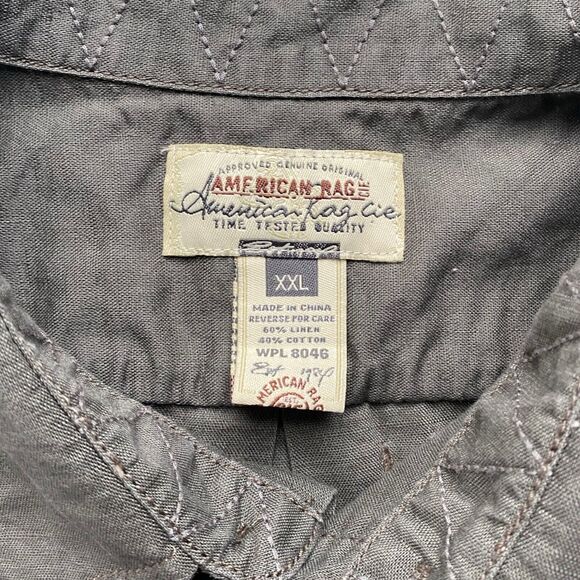 APPROVED GENUINE ORIGINAL
AMERICAN RAG CIE
American Rag Cie
TIME TESTED QUALITY
XXL
MADE IN CHINA
REVERSE FOR CARE
60% LINEN
40% COTTON
WPL 8046
Est 1984
AMERICAN RAG